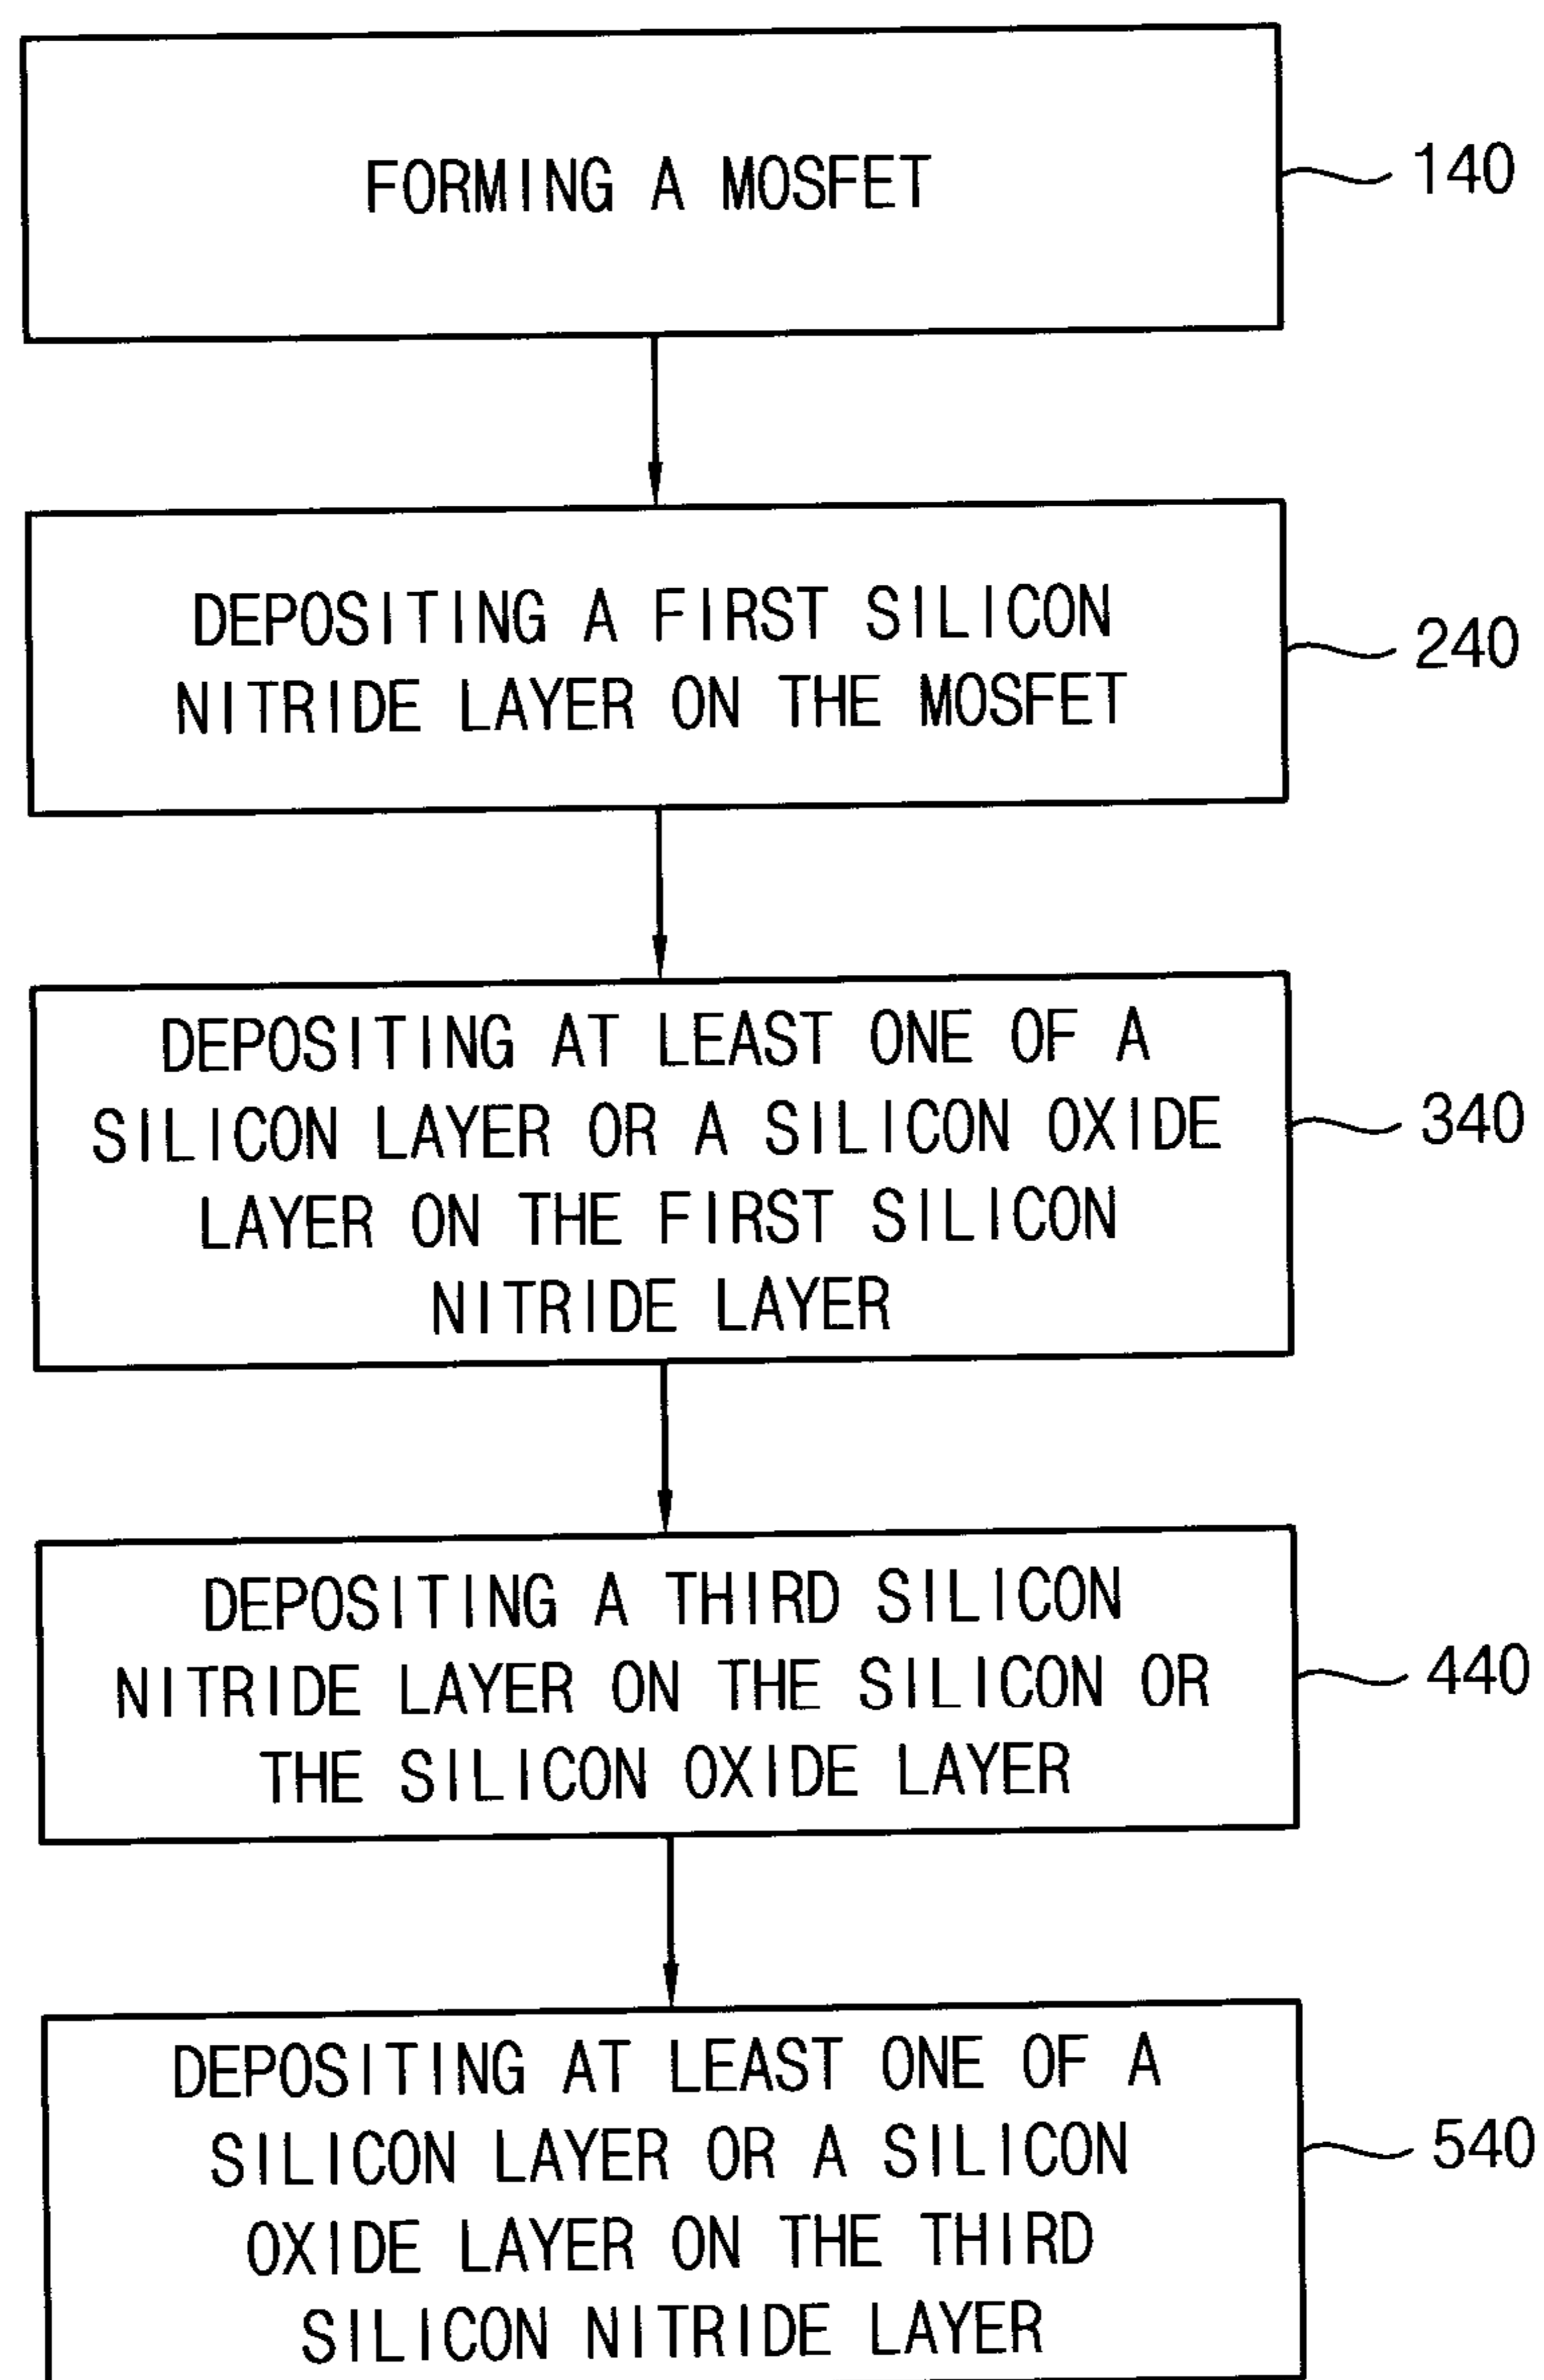 FORMING A MOSFET
140
DEPOSITING A FIRST SILICON
NITRIDE LAYER ON THE MOSFET
240
DEPOSITING AT LEAST ONE OF A
SILICON LAYER OR A SILICON OXIDE
LAYER ON THE FIRST SILICON
NITRIDE LAYER
340
DEPOSITING A THIRD SILICON
NITRIDE LAYER ON THE SILICON OR
THE SILICON OXIDE LAYER
440
DEPOSITING AT LEAST ONE OF A
SILICON LAYER OR A SILICON
OXIDE LAYER ON THE THIRD
SILICON NITRIDE LAYER
540